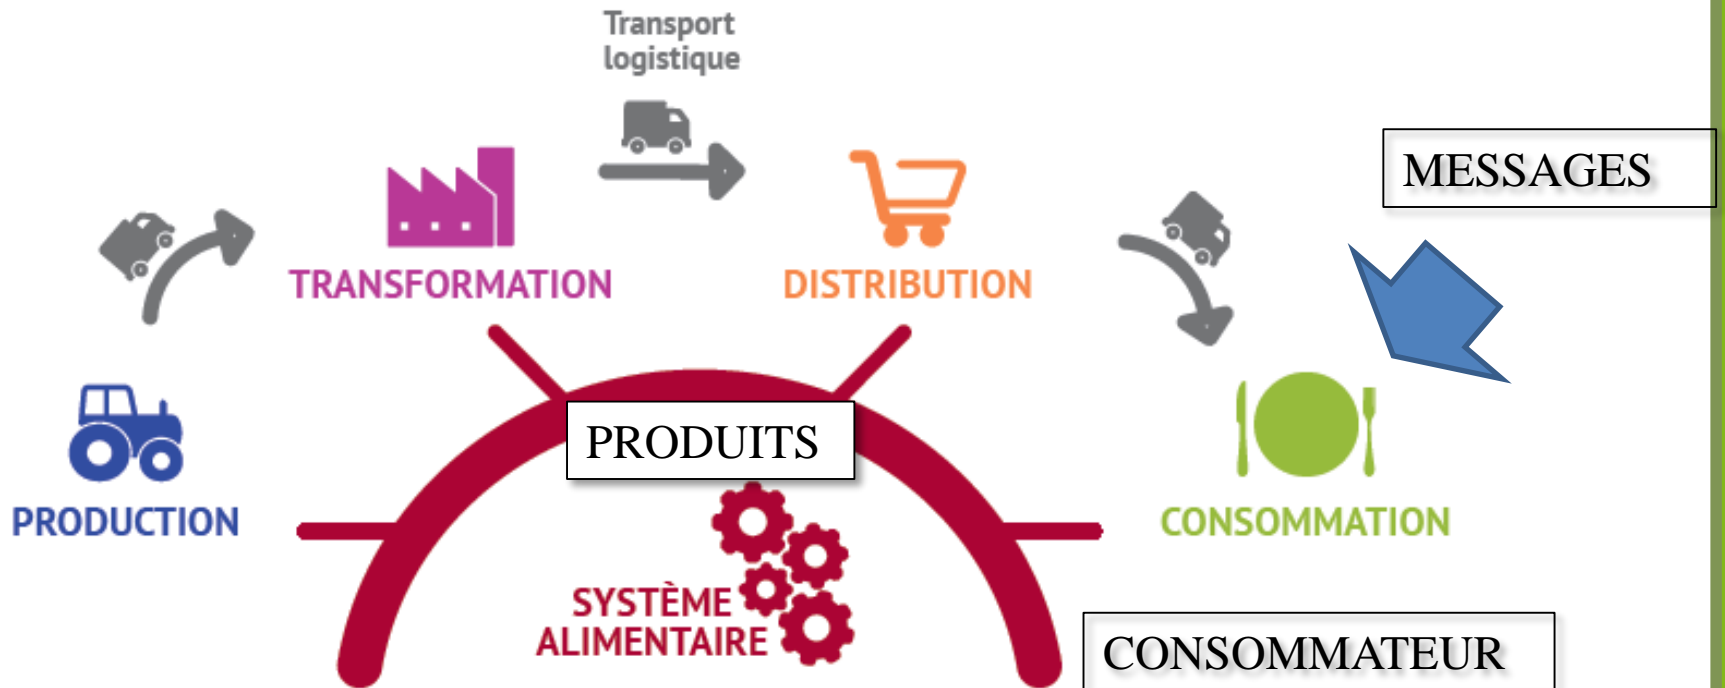 Transport
logistique
MESSAGES
TRANSFORMATION
DISTRIBUTION
PRODUITS
PRODUCTION
CONSOMMATION
SYSTÈME
ALIMENTAIRE
CONSOMMATEUR